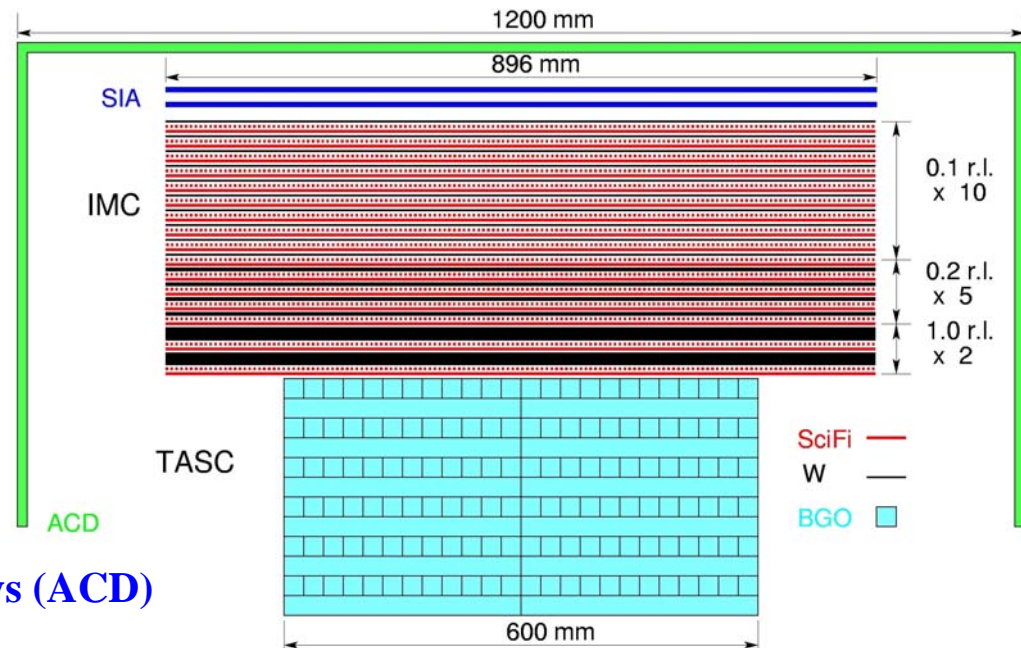 1200 mm
896 mm
SIA
IMC
0.1 r.l.
x 10
0.2 r.l.
x 5
1.0 r.l.
x 2
TASC
SciFi
W
BGO
ACD
(ACD)
600 mm